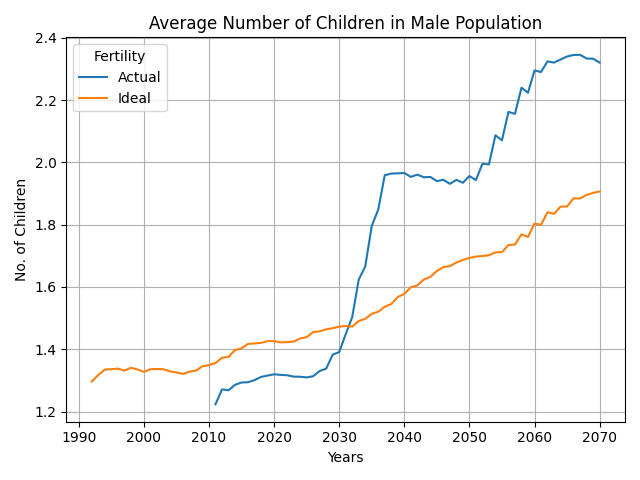 Average Number of Children in Male Population
Fertility
Actual
Ideal
2.4
2.2
2.0
1.8
1.6
1.4
1.2
No. of Children
1990 2000 2010 2020 2030 2040 2050 2060 2070
Years